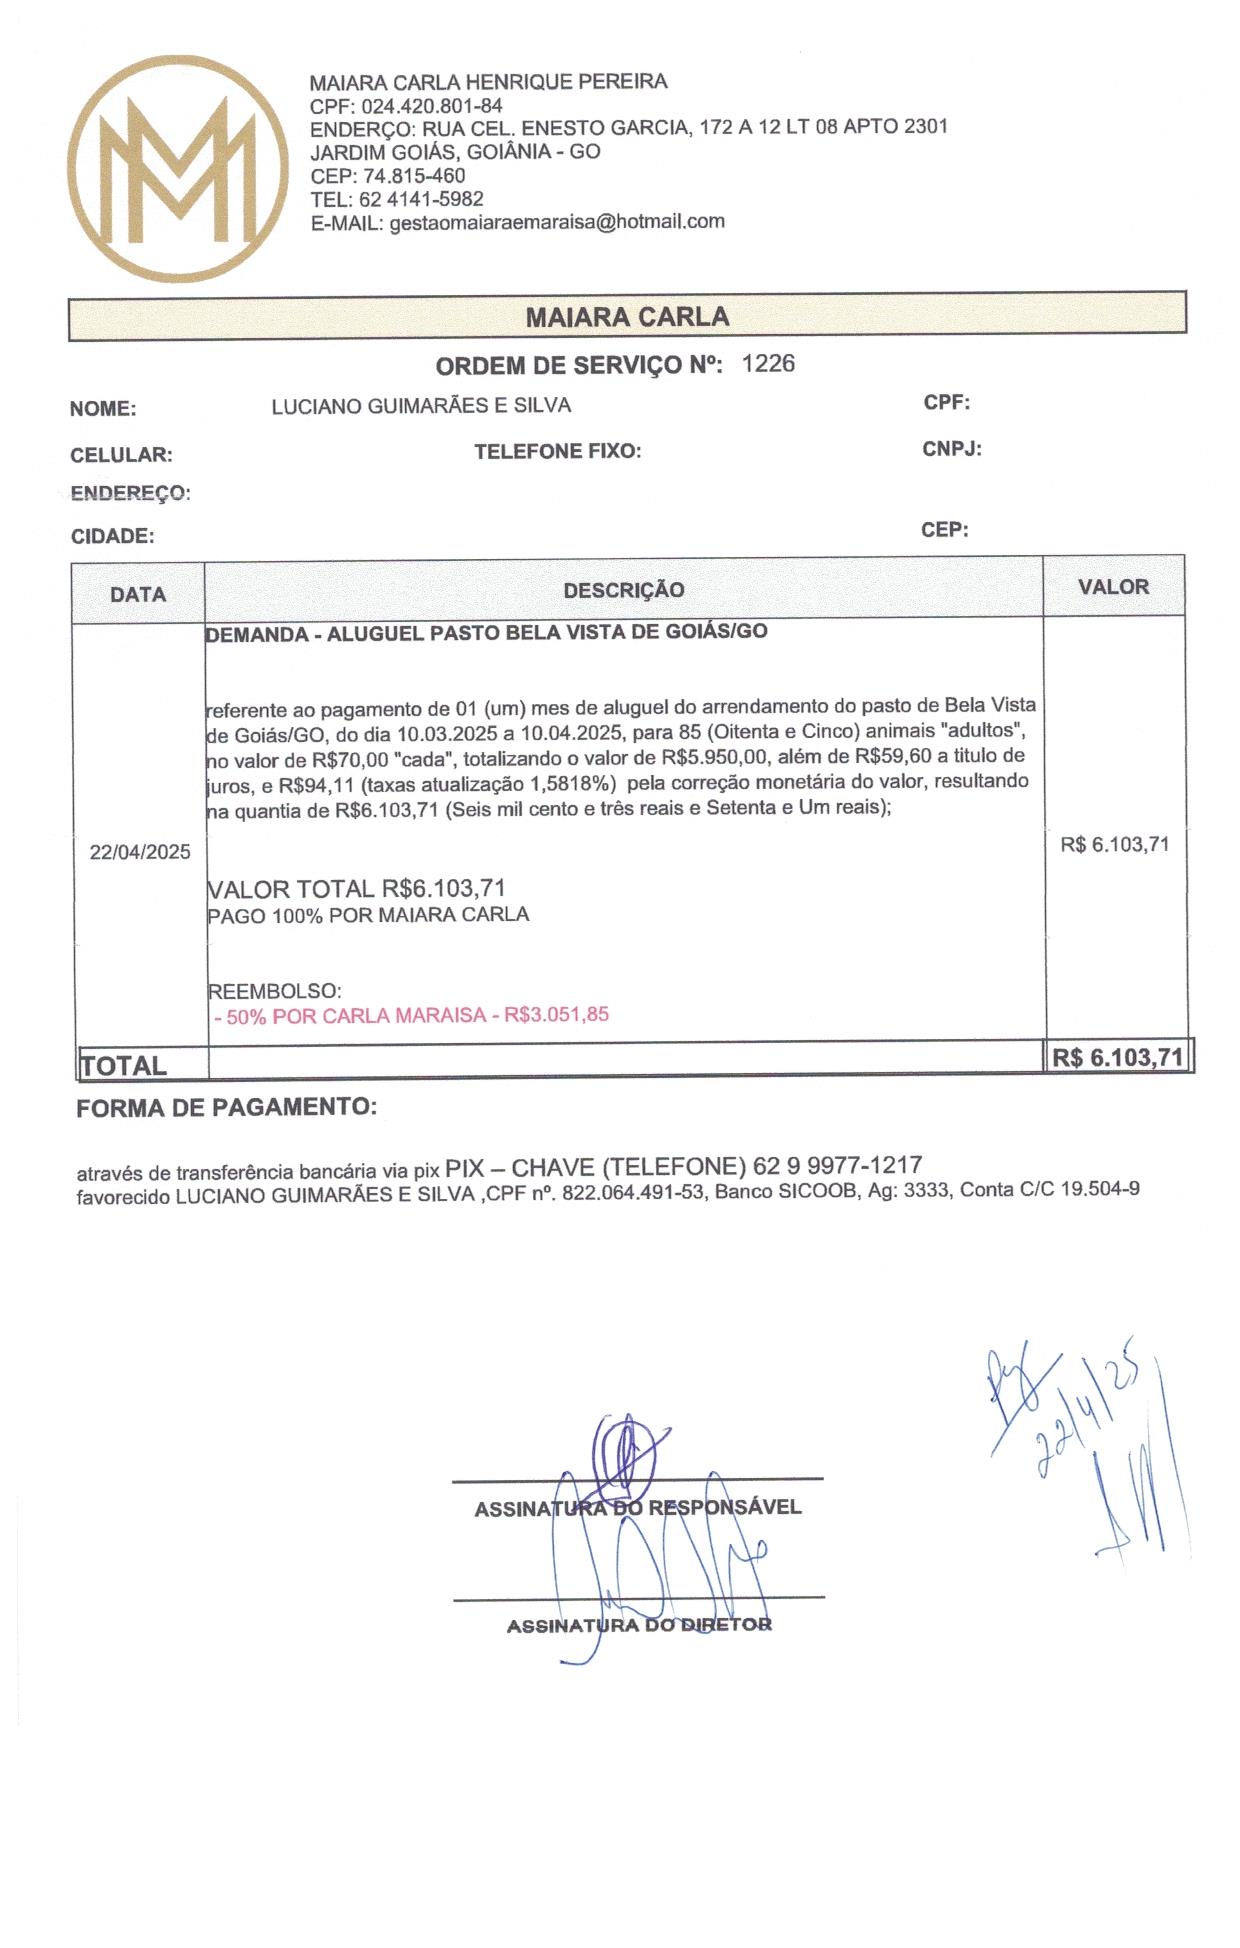 MAIARA CARLA HENRIQUE PEREIRA
CPF: 024.420.801-84
ENDERÇO: RUA CEL. ENESTO GARCIA, 172 A 12 LT 08 APTO 2301
JARDIM GOIÁS, GOIÂNIA - GO
CEP: 74.815-460
TEL: 62 4141-5982
E-MAIL: gestaomaiaraemaraisa@hotmail.com
MAIARA CARLA
ORDEM DE SERVIÇO Nº: 1226
NOME: LUCIANO GUIMARÃES E SILVA CPF:
CELULAR: TELEFONE FIXO: CNPJ:
ENDEREÇO:
CIDADE: CEP:
DATA DESCRIÇÃO VALOR
DEMANDA - ALUGUEL PASTO BELA VISTA DE GOIÁS/GO
referente ao pagamento de 01 (um) mes de aluguel do arrendamento do pasto de Bela Vista
de Goiás/GO, do dia 10.03.2025 a 10.04.2025, para 85 (Oitenta e Cinco) animais "adultos",
no valor de R$70,00 "cada", totalizando o valor de R$5.950,00, além de R$59,60 a titulo de
juros, e R$94,11 (taxas atualização 1,5818%) pela correção monetária do valor, resultando
na quantia de R$6.103,71 (Seis mil cento e três reais e Setenta e Um reais);
22/04/2025 R$ 6.103,71
VALOR TOTAL R$6.103,71
PAGO 100% POR MAIARA CARLA
REEMBOLSO:
- 50% POR CARLA MARAISA - R$3.051,85
TOTAL R$ 6.103,71
FORMA DE PAGAMENTO:
através de transferência bancária via pix PIX – CHAVE (TELEFONE) 62 9 9977-1217
favorecido LUCIANO GUIMARÃES E SILVA ,CPF nº. 822.064.491-53, Banco SICOOB, Ag: 3333, Conta C/C 19.504-9
22/4/25
ASSINATURA DO RESPONSÁVEL
ASSINATURA DO DIRETOR